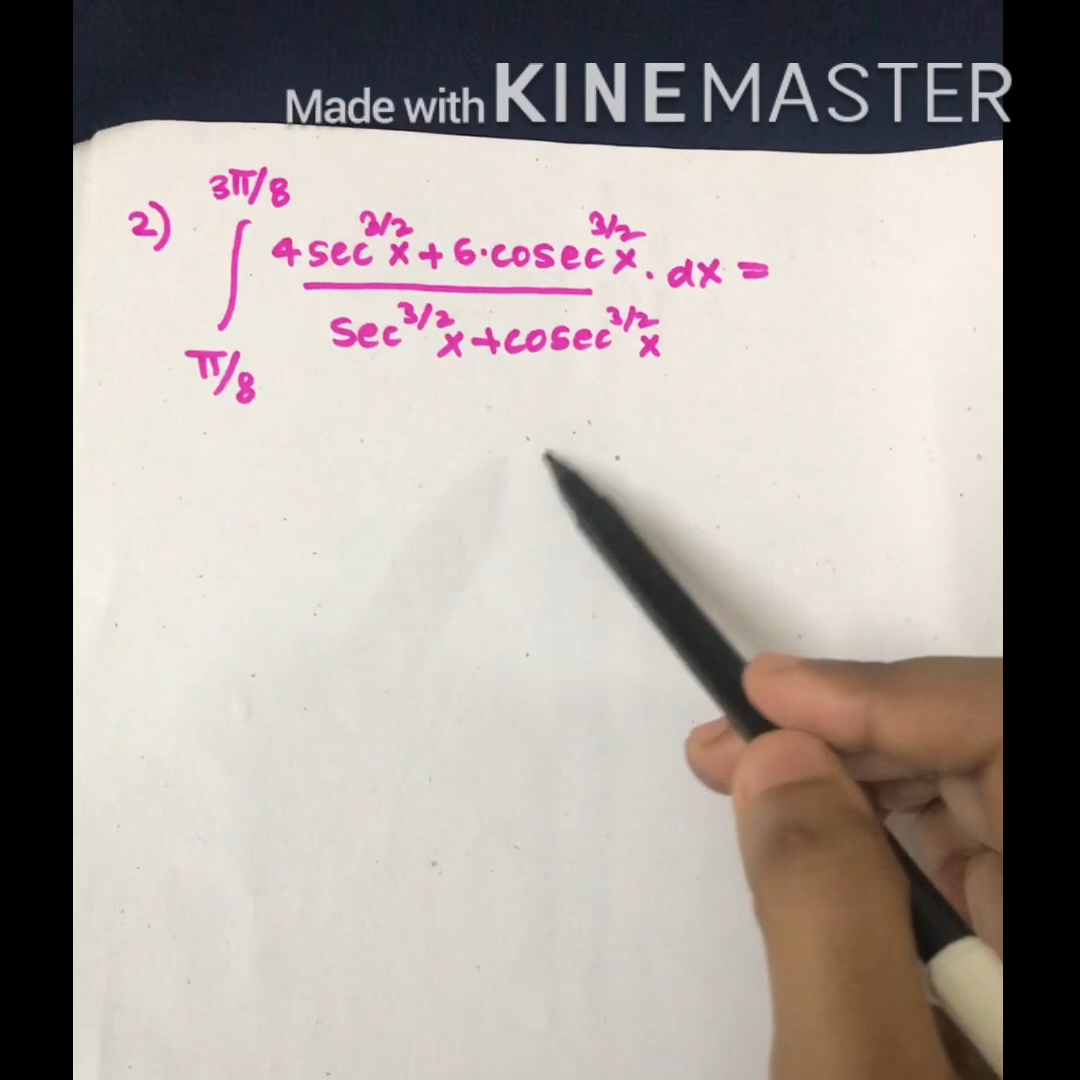 Made with KINEMASTER
3π/8
2) ∫ 4sec^3/2 x + 6·cosec^3/2 x . dx =
sec^3/2 x + cosec^3/2 x
π/8